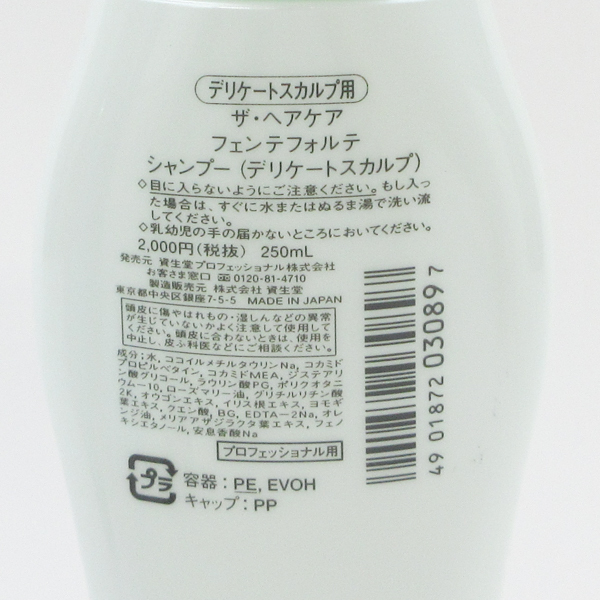 デリケートスカルプ用
ザ・ヘアケア
フェンテフォルテ
シャンプー(デリケートスカルプ)
◇目に入らないようにご注意ください。もし入っ
た場合は、すぐに水またはぬるま湯で洗い流
してください。
◇乳幼児の手の届かないところにおいてください。
2,000円(税抜) 250mL
発売元 資生堂プロフェッショナル株式会社
お客さま窓口 0120-81-4710
製造販売元 株式会社 資生堂
東京都中央区銀座7-5-5 MADE IN JAPAN
頭皮に傷やはれもの・湿しんなどの異常
が生じていないかよく注意して使用して
ください。頭皮に合わないときは、使用を
中止し、皮ふ科医などにご相談ください。
成分:水, ココイルメチルタウリンNa, コカミド
プロピルベタイン, コカミドMEA, ジステアリ
ン酸グリコール, ラウリン酸PG, ポリクオタニ
ウム-10, ローズマリー油, グリチルリチン酸
2K, オウゴンエキス, イリス根エキス, ヨモギ
葉エキス, クエン酸, BG, EDTA-2Na, オレ
ンジ油, メリアアザジラクタ葉エキス, フェノ
キシエタノール, 安息香酸Na
プロフェッショナル用
プラ 容器:PE, EVOH
キャップ:PP
4901872030897